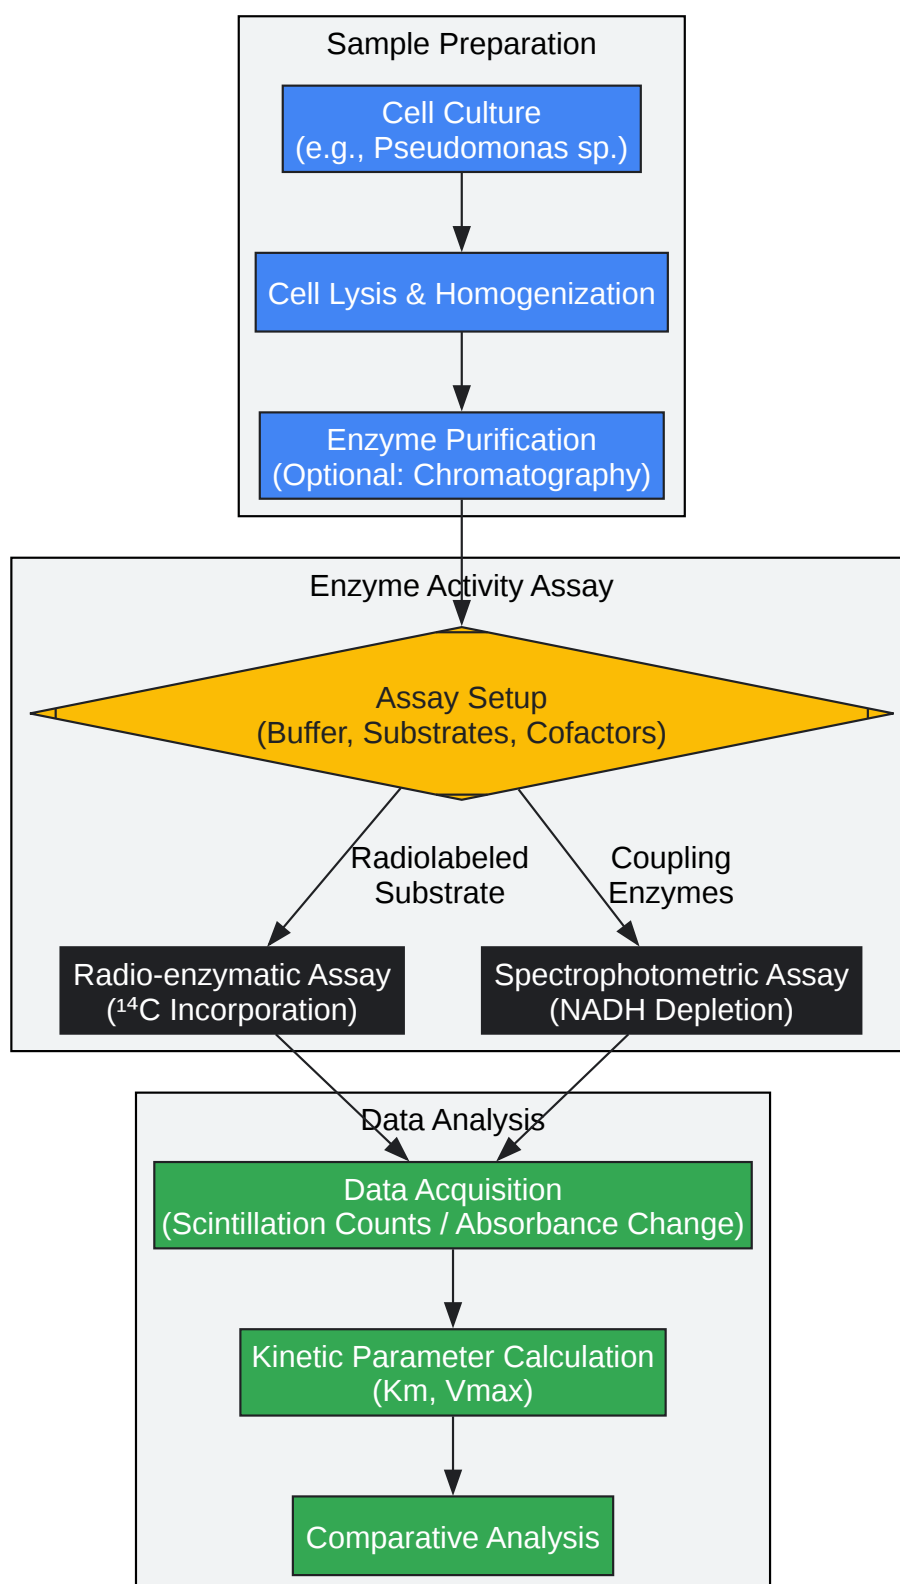 Sample Preparation
Cell Culture
(e.g., Pseudomonas sp.)
Cell Lysis & Homogenization
Enzyme Purification
(Optional: Chromatography)
Enzyme Activity Assay
Assay Setup
(Buffer, Substrates, Cofactors)
Radiolabeled
Substrate
Coupling
Enzymes
Radio-enzymatic Assay
(¹⁴C Incorporation)
Spectrophotometric Assay
(NADH Depletion)
Data Analysis
Data Acquisition
(Scintillation Counts / Absorbance Change)
Kinetic Parameter Calculation
(Km, Vmax)
Comparative Analysis